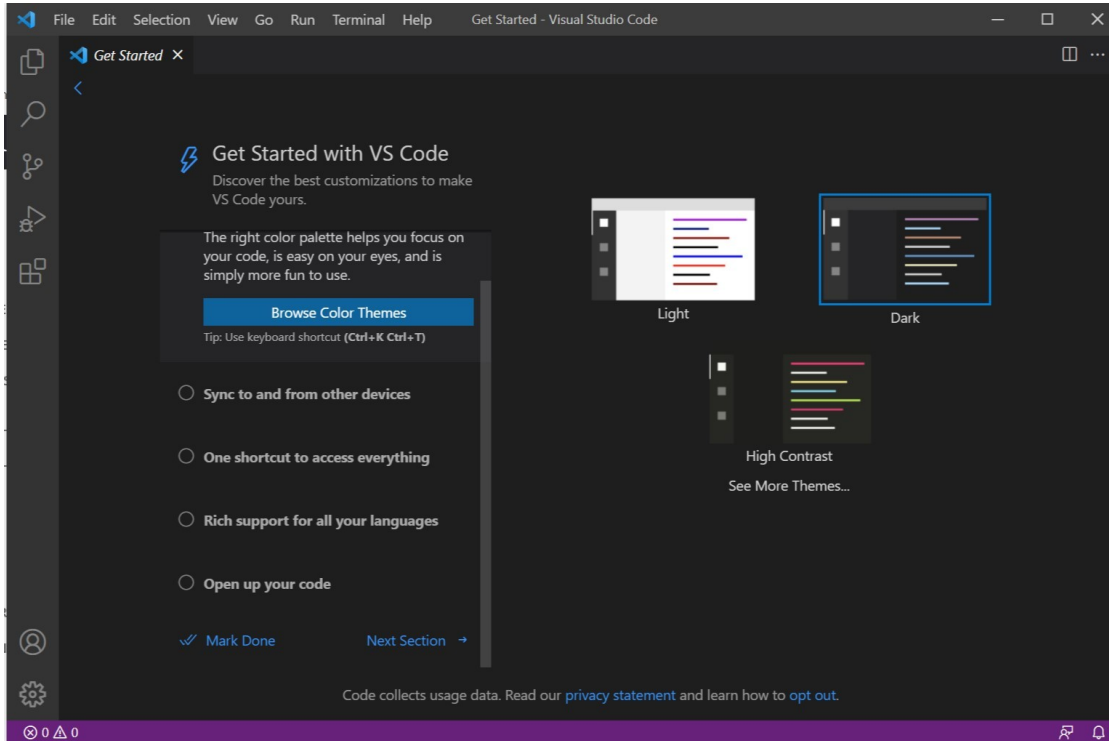 File Edit Selection View Go Run Terminal Help Get Started - Visual Studio Code
Get Started
Get Started with VS Code
Discover the best customizations to make
VS Code yours.
The right color palette helps you focus on
your code, is easy on your eyes, and is
simply more fun to use.
Browse Color Themes
Tip: Use keyboard shortcut (Ctrl+K Ctrl+T)
Sync to and from other devices
One shortcut to access everything
Rich support for all your languages
Open up your code
Mark Done Next Section
Light
Dark
High Contrast
See More Themes...
Code collects usage data. Read our privacy statement and learn how to opt out.
0 0